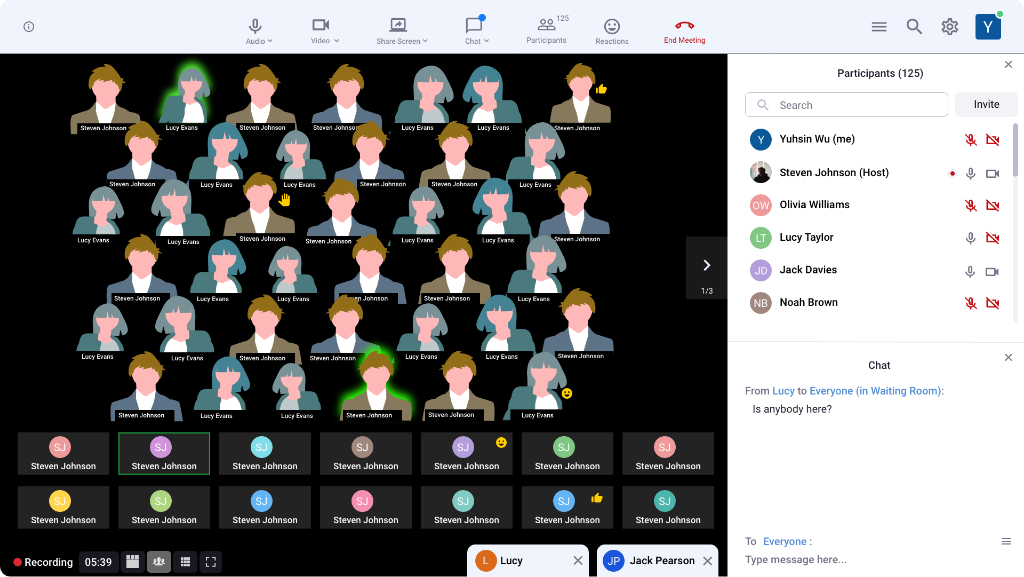 125
Y
Audio
Video
Share Screen
Chat
Participants
Reactions
End Meeting
Steven Johnson
Lucy Evans
Steven Johnson
Steven Johnson
Lucy Evans
Lucy Evans
Steven Johnson
Steven Johnson
Lucy Evans
Lucy Evans
Steven Johnson
Steven Johnson
Lucy Evans
Lucy Evans
Lucy Evans
Steven Johnson
Steven Johnson
Lucy Evans
Lucy Evans
Steven Johnson
Steven Johnson
Lucy Evans
Lucy Evans
Steven Johnson
Steven Johnson
Lucy Evans
1/3
Lucy Evans
Lucy Evans
Steven Johnson
Steven Johnson
Lucy Evans
Lucy Evans
Steven Johnson
Steven Johnson
Lucy Evans
Lucy Evans
Steven Johnson
Steven Johnson
Lucy Evans
SJ SJ SJ SJ SJ SJ SJ
Steven Johnson Steven Johnson Steven Johnson Steven Johnson Steven Johnson Steven Johnson Steven Johnson
SJ SJ SJ SJ SJ SJ SJ
Steven Johnson Steven Johnson Steven Johnson Steven Johnson Steven Johnson Steven Johnson Steven Johnson
Recording 05:39
L Lucy
JP Jack Pearson
Participants (125)
Search
Invite
Y Yuhsin Wu (me)
Steven Johnson (Host)
OW Olivia Williams
LT Lucy Taylor
JD Jack Davies
NB Noah Brown
Chat
From Lucy to Everyone (in Waiting Room):
Is anybody here?
To Everyone :
Type message here...